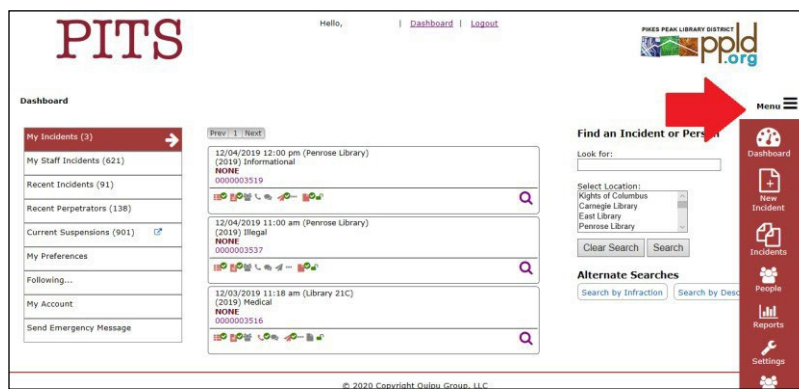 PITS
Hello, | Dashboard | Logout
PIKES PEAK LIBRARY DISTRICT
ppld
.org
Dashboard
Menu
My Incidents (3)
My Staff Incidents (621)
Recent Incidents (91)
Recent Perpetrators (138)
Current Suspensions (901)
My Preferences
Following...
My Account
Send Emergency Message
Prev 1 Next
12/04/2019 12:00 pm (Penrose Library)
(2019) Informational
NONE
0000003519
12/04/2019 11:00 am (Penrose Library)
(2019) Illegal
NONE
0000003537
12/03/2019 11:18 am (Library 21C)
(2019) Medical
NONE
0000003516
Find an Incident or Person
Look for:
Select Location:
Kights of Columbus
Carnegie Library
East Library
Penrose Library
Clear Search Search
Alternate Searches
Search by Infraction Search by Desc
Dashboard
New
Incident
Incidents
People
Reports
Settings
© 2020 Copyright Quipu Group, LLC